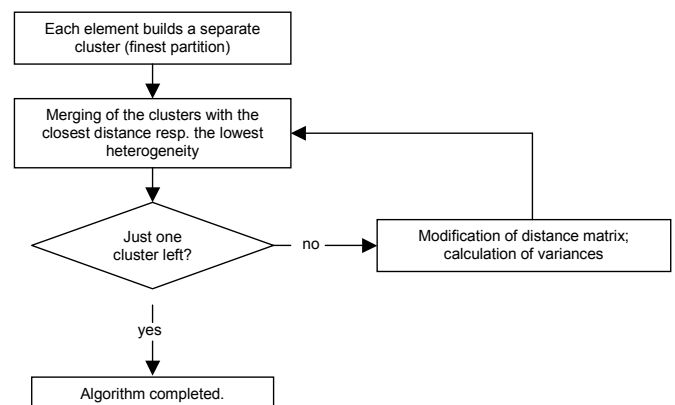 Each element builds a separate
cluster (finest partition)
Merging of the clusters with the
closest distance resp. the lowest
heterogeneity
Just one
cluster left?
no
Modification of distance matrix;
calculation of variances
yes
Algorithm completed.